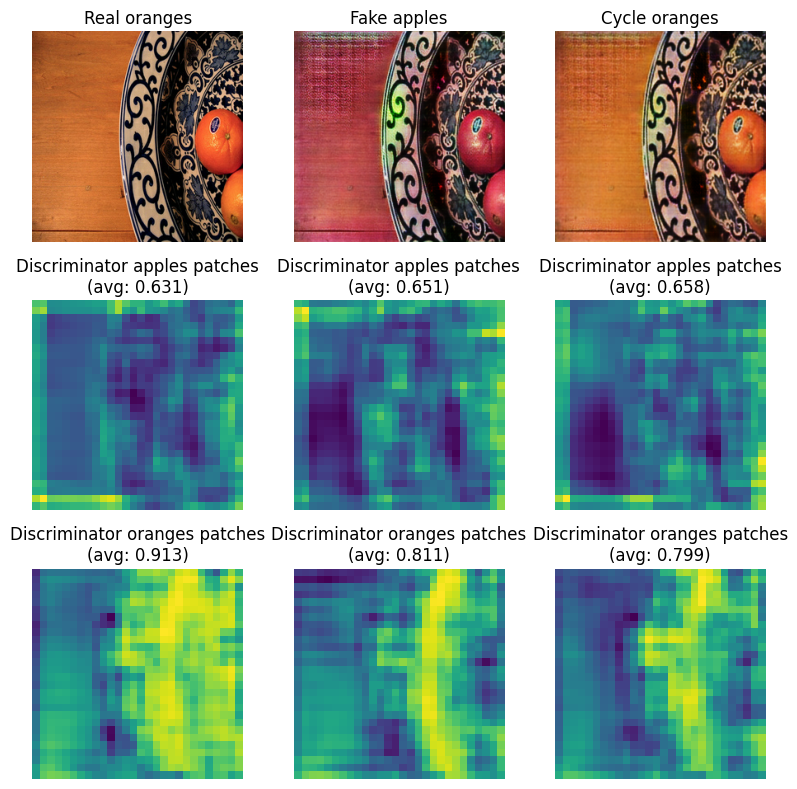 Real oranges
Fake apples
Cycle oranges
Discriminator apples patches
(avg: 0.631)
Discriminator apples patches
(avg: 0.651)
Discriminator apples patches
(avg: 0.658)
Discriminator oranges patches
(avg: 0.913)
Discriminator oranges patches
(avg: 0.811)
Discriminator oranges patches
(avg: 0.799)